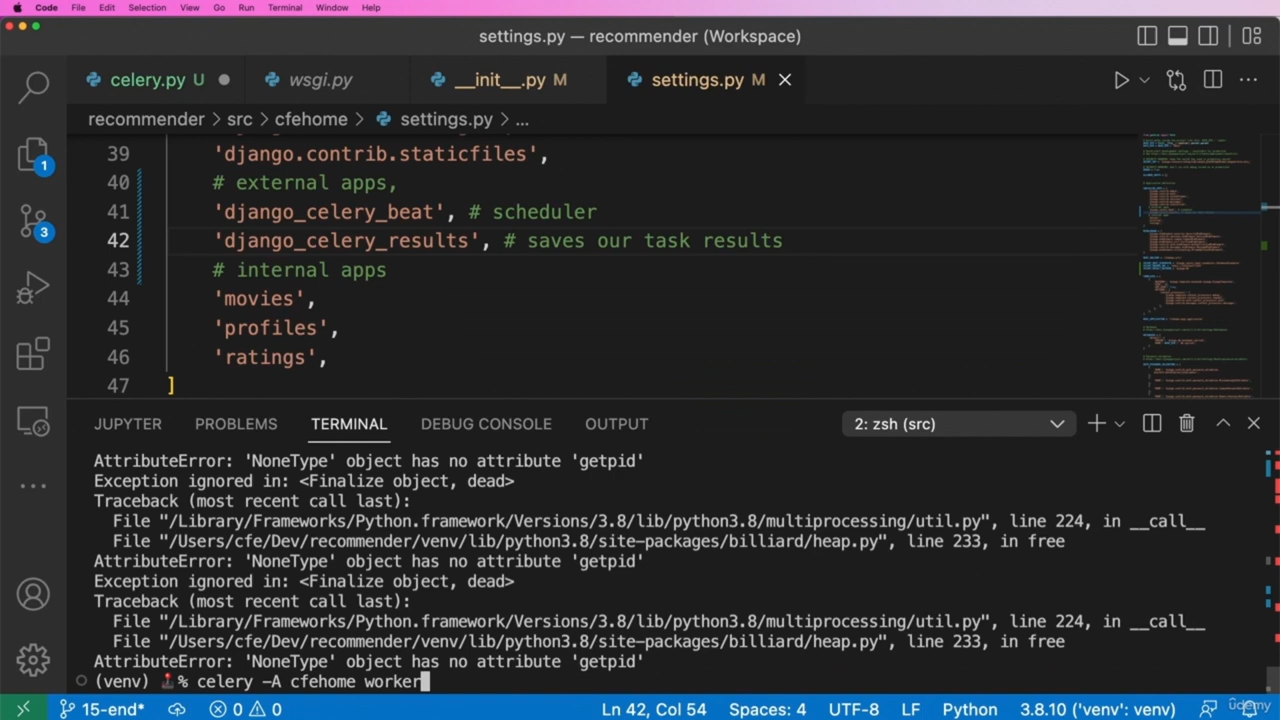 Code File Edit Selection View Go Run Terminal Window Help
settings.py — recommender (Workspace)
celery.py U wsgi.py __init__.py M settings.py M
recommender > src > cfehome > settings.py > ...
39 'django.contrib.staticfiles',
40 # external apps,
41 'django_celery_beat', # scheduler
42 'django_celery_results', # saves our task results
43 # internal apps
44 'movies',
45 'profiles',
46 'ratings',
47 ]
1
3
JUPYTER PROBLEMS TERMINAL DEBUG CONSOLE OUTPUT 2: zsh (src)
AttributeError: 'NoneType' object has no attribute 'getpid'
Exception ignored in: <Finalize object, dead>
Traceback (most recent call last):
File "/Library/Frameworks/Python.framework/Versions/3.8/lib/python3.8/multiprocessing/util.py", line 224, in __call__
File "/Users/cfe/Dev/recommender/venv/lib/python3.8/site-packages/billiard/heap.py", line 233, in free
AttributeError: 'NoneType' object has no attribute 'getpid'
Exception ignored in: <Finalize object, dead>
Traceback (most recent call last):
File "/Library/Frameworks/Python.framework/Versions/3.8/lib/python3.8/multiprocessing/util.py", line 224, in __call__
File "/Users/cfe/Dev/recommender/venv/lib/python3.8/site-packages/billiard/heap.py", line 233, in free
AttributeError: 'NoneType' object has no attribute 'getpid'
(venv) % celery -A cfehome worker
15-end* 0 0 Ln 42, Col 54 Spaces: 4 UTF-8 LF Python 3.8.10 ('venv': venv)
udemy